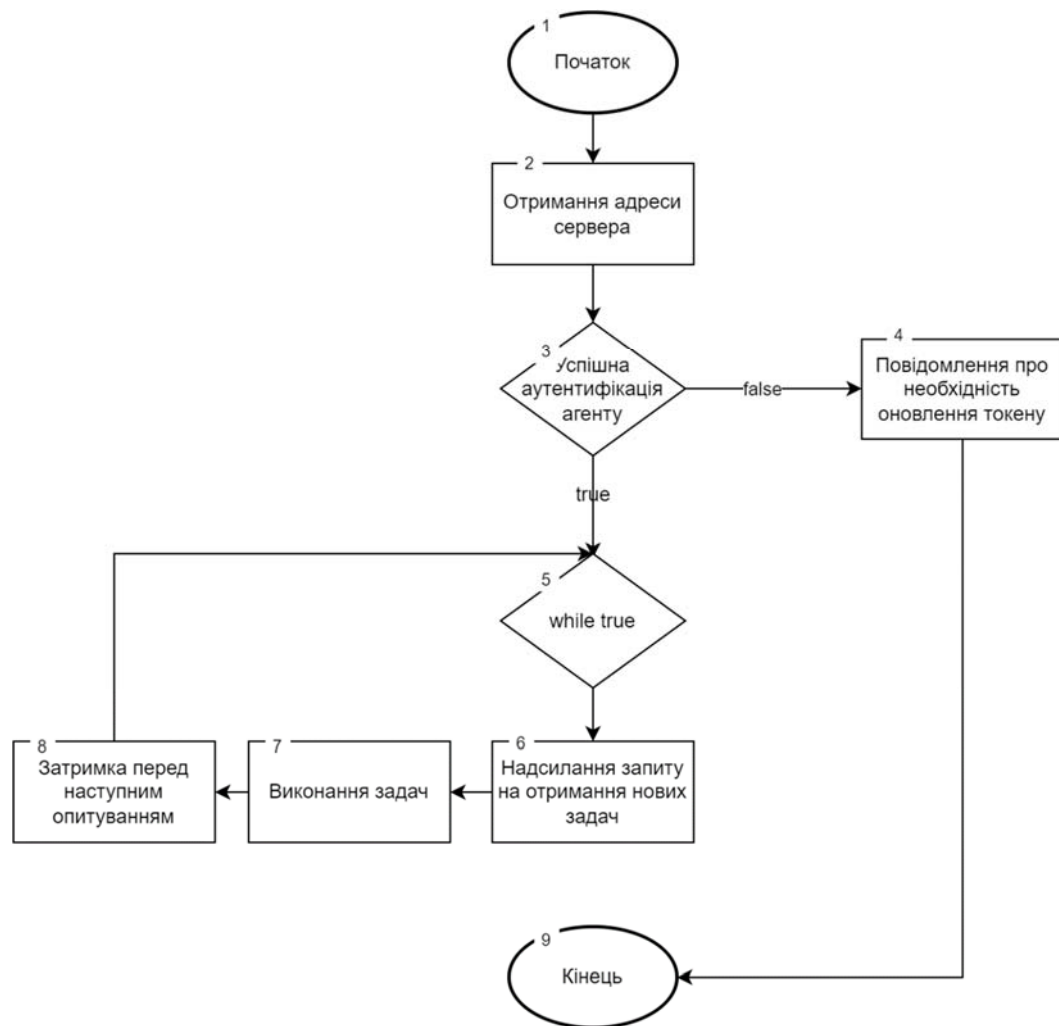 1
Початок
2
Отримання адреси
сервера
3
Успішна
аутентифікація
агенту
false
4
Повідомлення про
необхідність
оновлення токену
true
5
while true
8
Затримка перед
наступним
опитуванням
7
Виконання задач
6
Надсилання запиту
на отримання нових
задач
9
Кінець